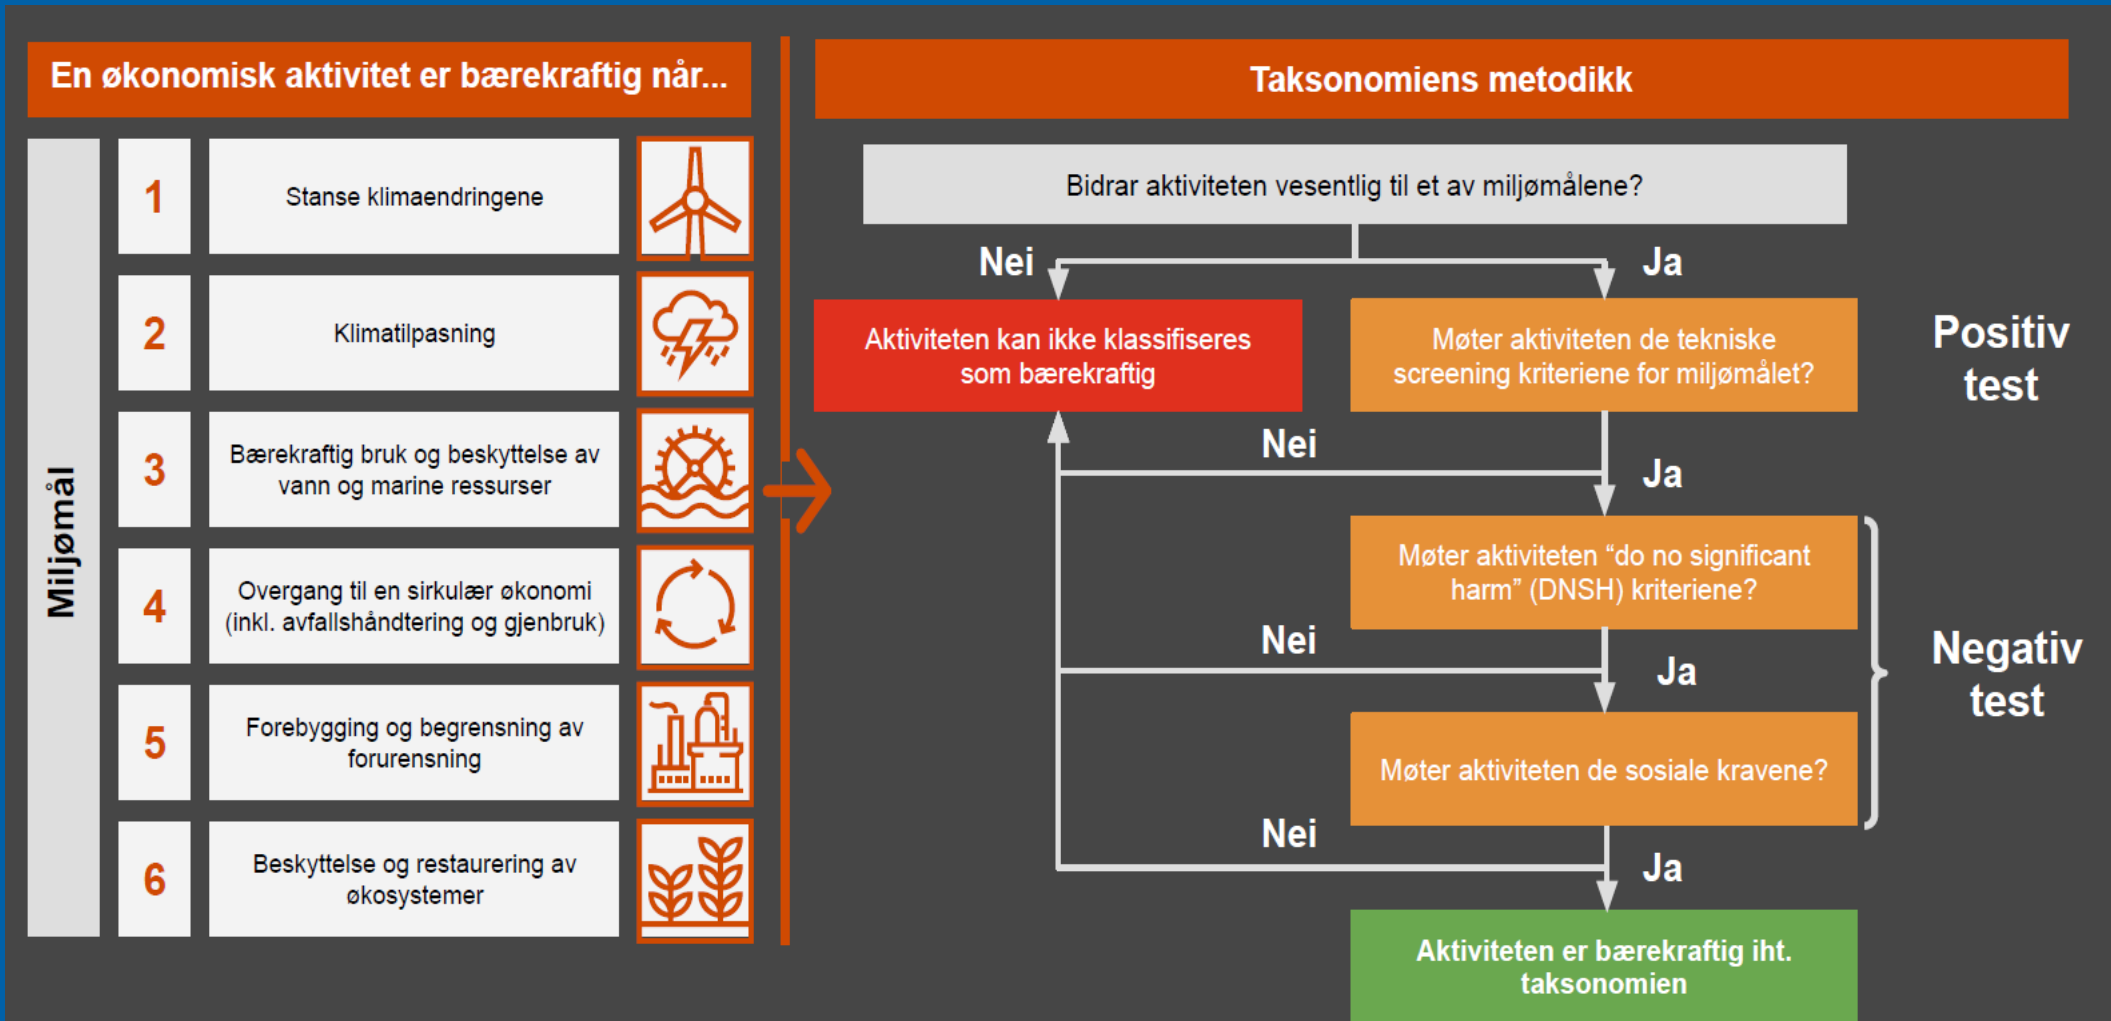 En økonomisk aktivitet er bærekraftig når...
Miljømål
1
Stanse klimaendringene
2
Klimatilpasning
3
Bærekraftig bruk og beskyttelse av
vann og marine ressurser
4
Overgang til en sirkulær økonomi
(inkl. avfallshåndtering og gjenbruk)
5
Forebygging og begrensning av
forurensning
6
Beskyttelse og restaurering av
økosystemer
Taksonomiens metodikk
Bidrar aktiviteten vesentlig til et av miljømålene?
Nei
Ja
Aktiviteten kan ikke klassifiseres
som bærekraftig
Møter aktiviteten de tekniske
screening kriteriene for miljømålet?
Positiv
test
Nei
Ja
Møter aktiviteten “do no significant
harm” (DNSH) kriteriene?
Nei
Ja
Negativ
test
Møter aktiviteten de sosiale kravene?
Nei
Ja
Aktiviteten er bærekraftig iht.
taksonomien